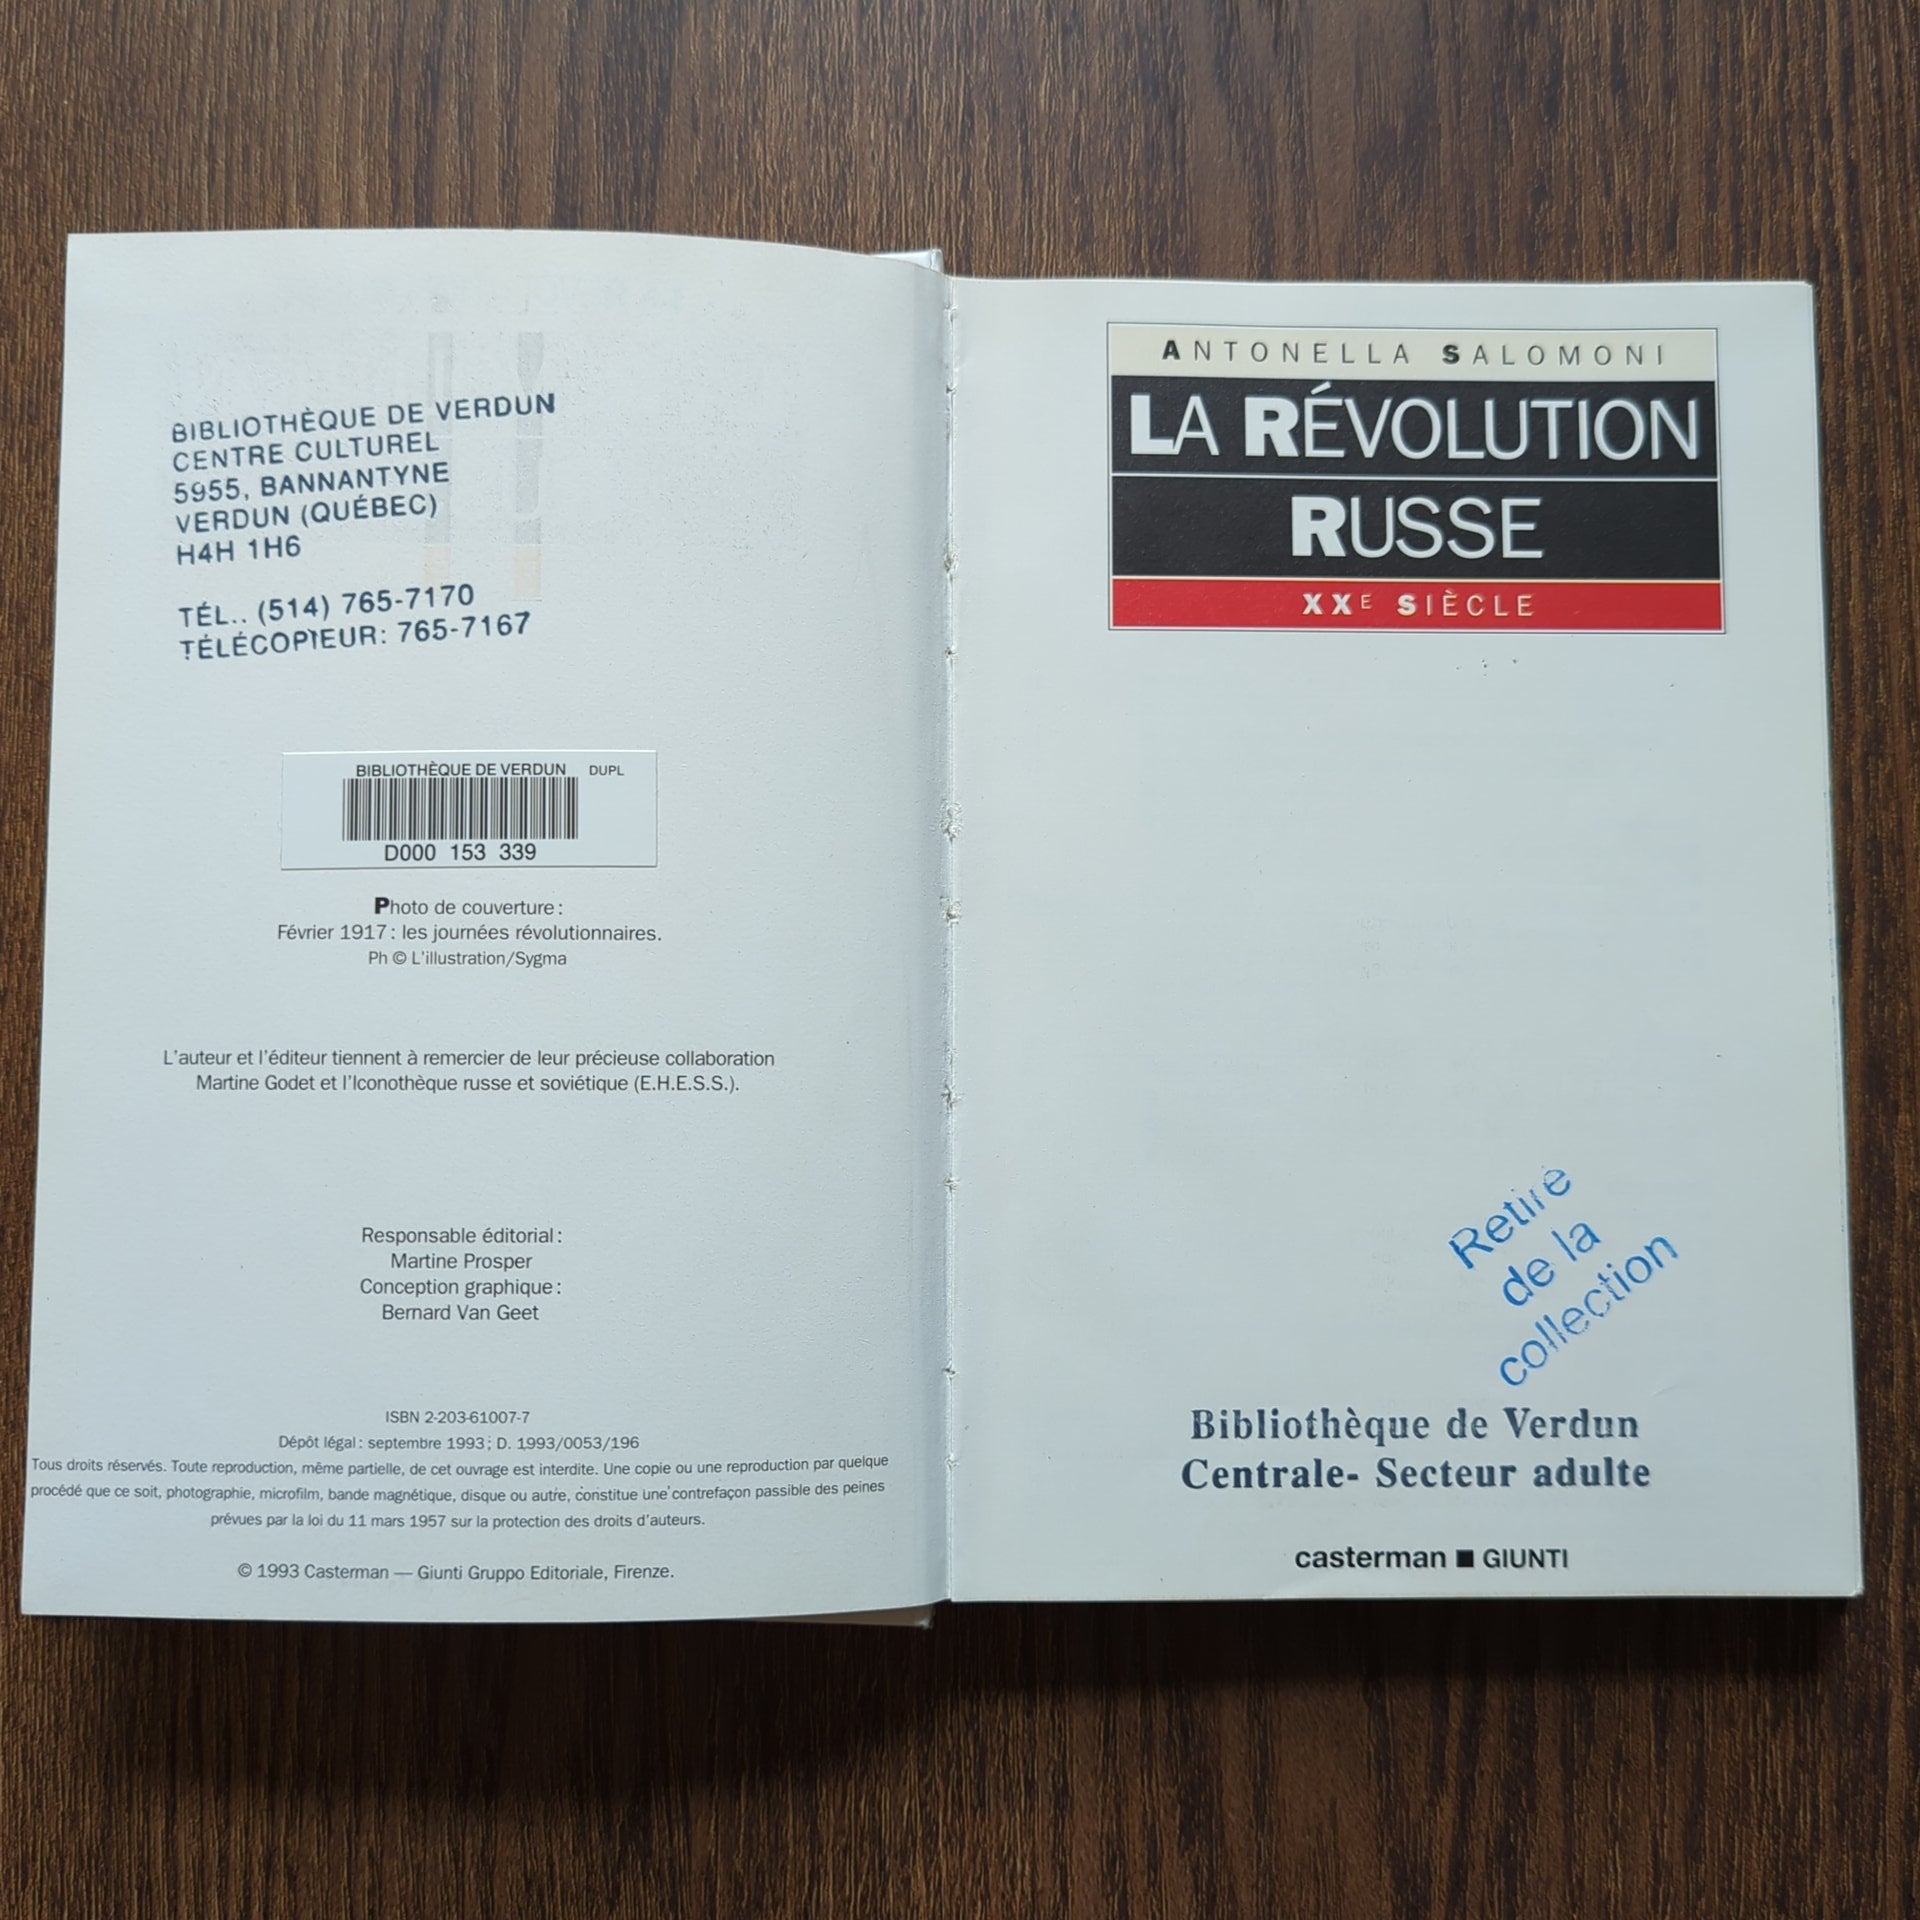 BIBLIOTHÈQUE DE VERDUN
CENTRE CULTUREL
5955, BANNANTYNE
VERDUN (QUÉBEC)
H4H 1H6
TÉL.. (514) 765-7170
TÉLÉCOPIEUR: 765-7167
BIBLIOTHÈQUE DE VERDUN DUPL
D000 153 339
Photo de couverture :
Février 1917 : les journées révolutionnaires.
Ph © L'illustration/Sygma
L'auteur et l'éditeur tiennent à remercier de leur précieuse collaboration
Martine Godet et l'Iconothèque russe et soviétique (E.H.E.S.S.).
Responsable éditorial :
Martine Prosper
Conception graphique :
Bernard Van Geet
ISBN 2-203-61007-7
Dépôt légal : septembre 1993 ; D. 1993/0053/196
Tous droits réservés. Toute reproduction, même partielle, de cet ouvrage est interdite. Une copie ou une reproduction par quelque
procédé que ce soit, photographie, microfilm, bande magnétique, disque ou autre, constitue une contrefaçon passible des peines
prévues par la loi du 11 mars 1957 sur la protection des droits d'auteurs.
© 1993 Casterman — Giunti Gruppo Editoriale, Firenze.
ANTONELLA SALOMONI
LA RÉVOLUTION
RUSSE
XXE SIÈCLE
Retiré
de la
collection
Bibliothèque de Verdun
Centrale- Secteur adulte
casterman ■ GIUNTI